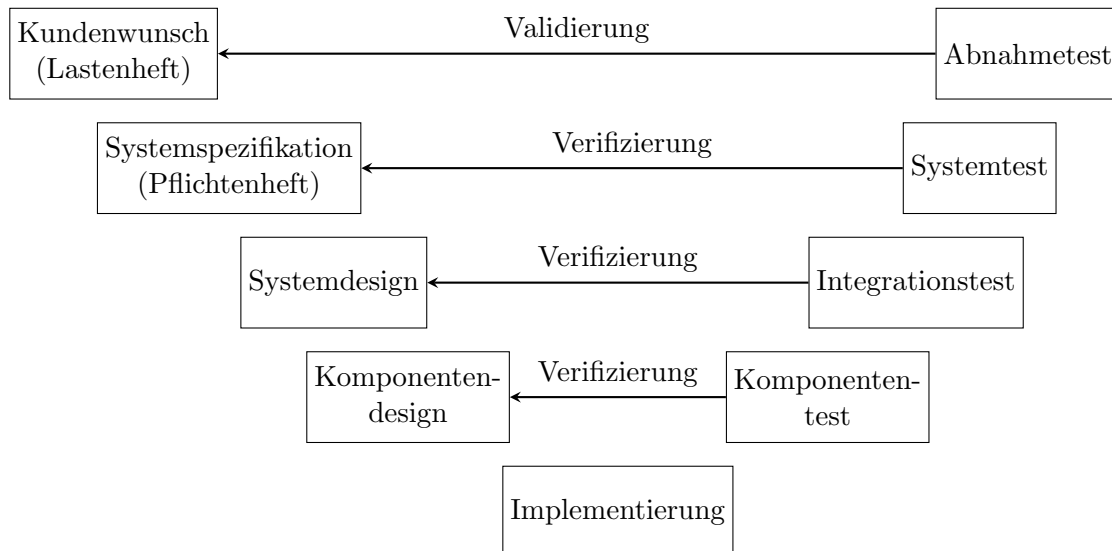 Kundenwunsch
(Lastenheft)
Validierung
Abnahmetest
Systemspezifikation
(Pflichtenheft)
Verifizierung
Systemtest
Systemdesign
Verifizierung
Integrationstest
Komponenten-
design
Verifizierung
Komponenten-
test
Implementierung